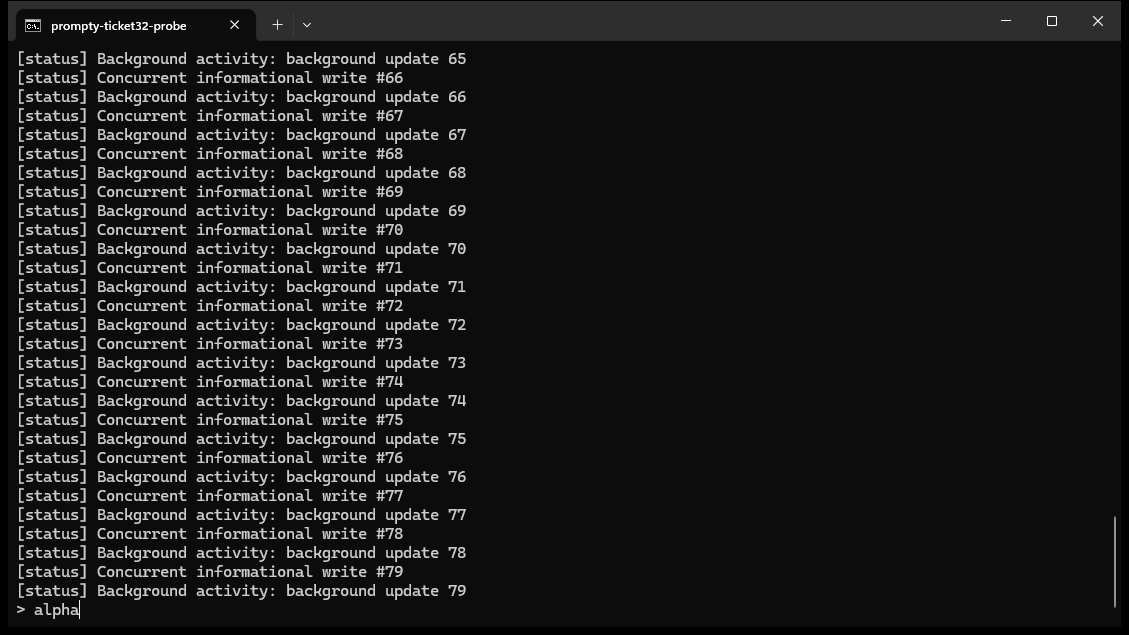 prompty-ticket32-probe
[status] Background activity: background update 65
[status] Concurrent informational write #66
[status] Background activity: background update 66
[status] Concurrent informational write #67
[status] Background activity: background update 67
[status] Concurrent informational write #68
[status] Background activity: background update 68
[status] Concurrent informational write #69
[status] Background activity: background update 69
[status] Concurrent informational write #70
[status] Background activity: background update 70
[status] Concurrent informational write #71
[status] Background activity: background update 71
[status] Concurrent informational write #72
[status] Background activity: background update 72
[status] Concurrent informational write #73
[status] Background activity: background update 73
[status] Concurrent informational write #74
[status] Background activity: background update 74
[status] Concurrent informational write #75
[status] Background activity: background update 75
[status] Concurrent informational write #76
[status] Background activity: background update 76
[status] Concurrent informational write #77
[status] Background activity: background update 77
[status] Concurrent informational write #78
[status] Background activity: background update 78
[status] Concurrent informational write #79
[status] Background activity: background update 79
> alpha